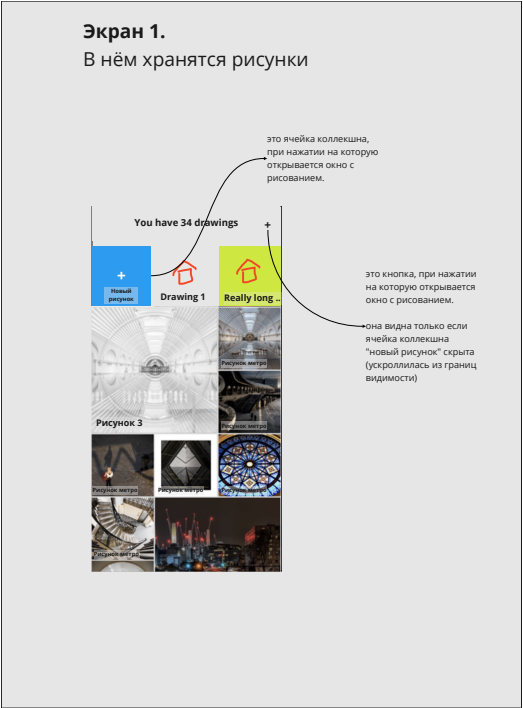 Экран 1.
В нём хранятся рисунки
это ячейка коллекшна,
при нажатии на которую
открывается окно с
рисованием.
You have 34 drawings
+
+
Новый
рисунок
Drawing 1
Really long ..
это кнопка, при нажатии
на которую открывается
окно с рисованием.
она видна только если
ячейка коллекшна
"новый рисунок" скрыта
(ускроллилась из границ
видимости)
Рисунок метро
Рисунок 3
Рисунок метро
Рисунок метро
Рисунок метро
Рисунок метро
Рисунок метро